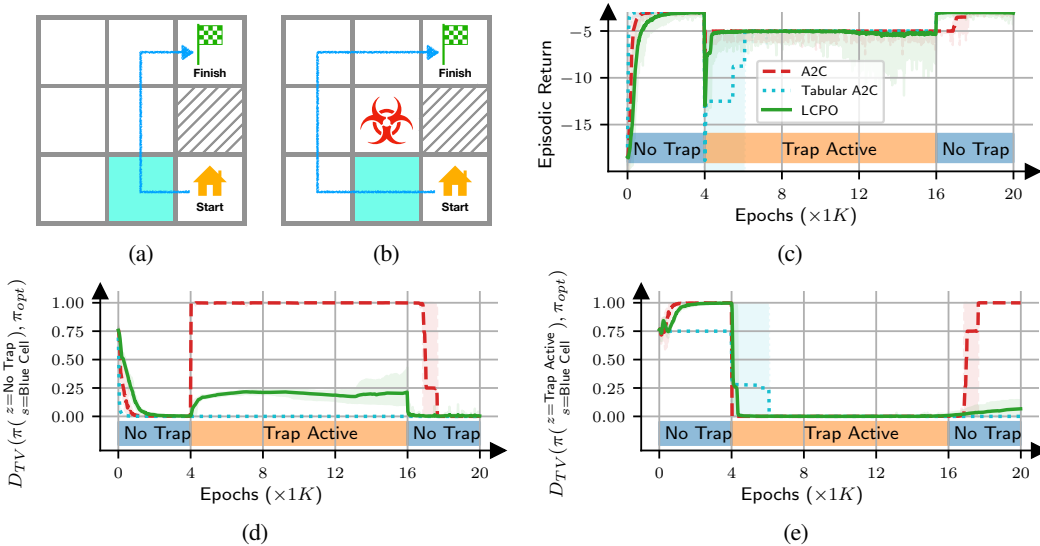 Finish
Start
(a)
Finish
Start
(b)
Episodic Return
−5
−10
−15
A2C
Tabular A2C
LCPO
No Trap
Trap Active
No Trap
0
4
8
12
16
20
Epochs (×1K)
(c)
D_TV(π(z=No Trap s=Blue Cell), π_opt)
1.00
0.75
0.50
0.25
0.00
No Trap
Trap Active
No Trap
0
4
8
12
16
20
Epochs (×1K)
(d)
D_TV(π(z=Trap Active s=Blue Cell), π_opt)
1.00
0.75
0.50
0.25
0.00
No Trap
Trap Active
No Trap
0
4
8
12
16
20
Epochs (×1K)
(e)